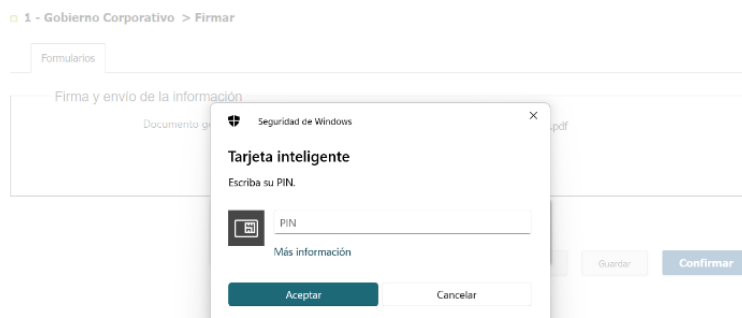 1 - Gobierno Corporativo > Firmar
Formularios
Firma y envío de la información
Documento g
.pdf
Seguridad de Windows
Tarjeta inteligente
Escriba su PIN.
PIN
Más información
Aceptar
Cancelar
Guardar
Confirmar